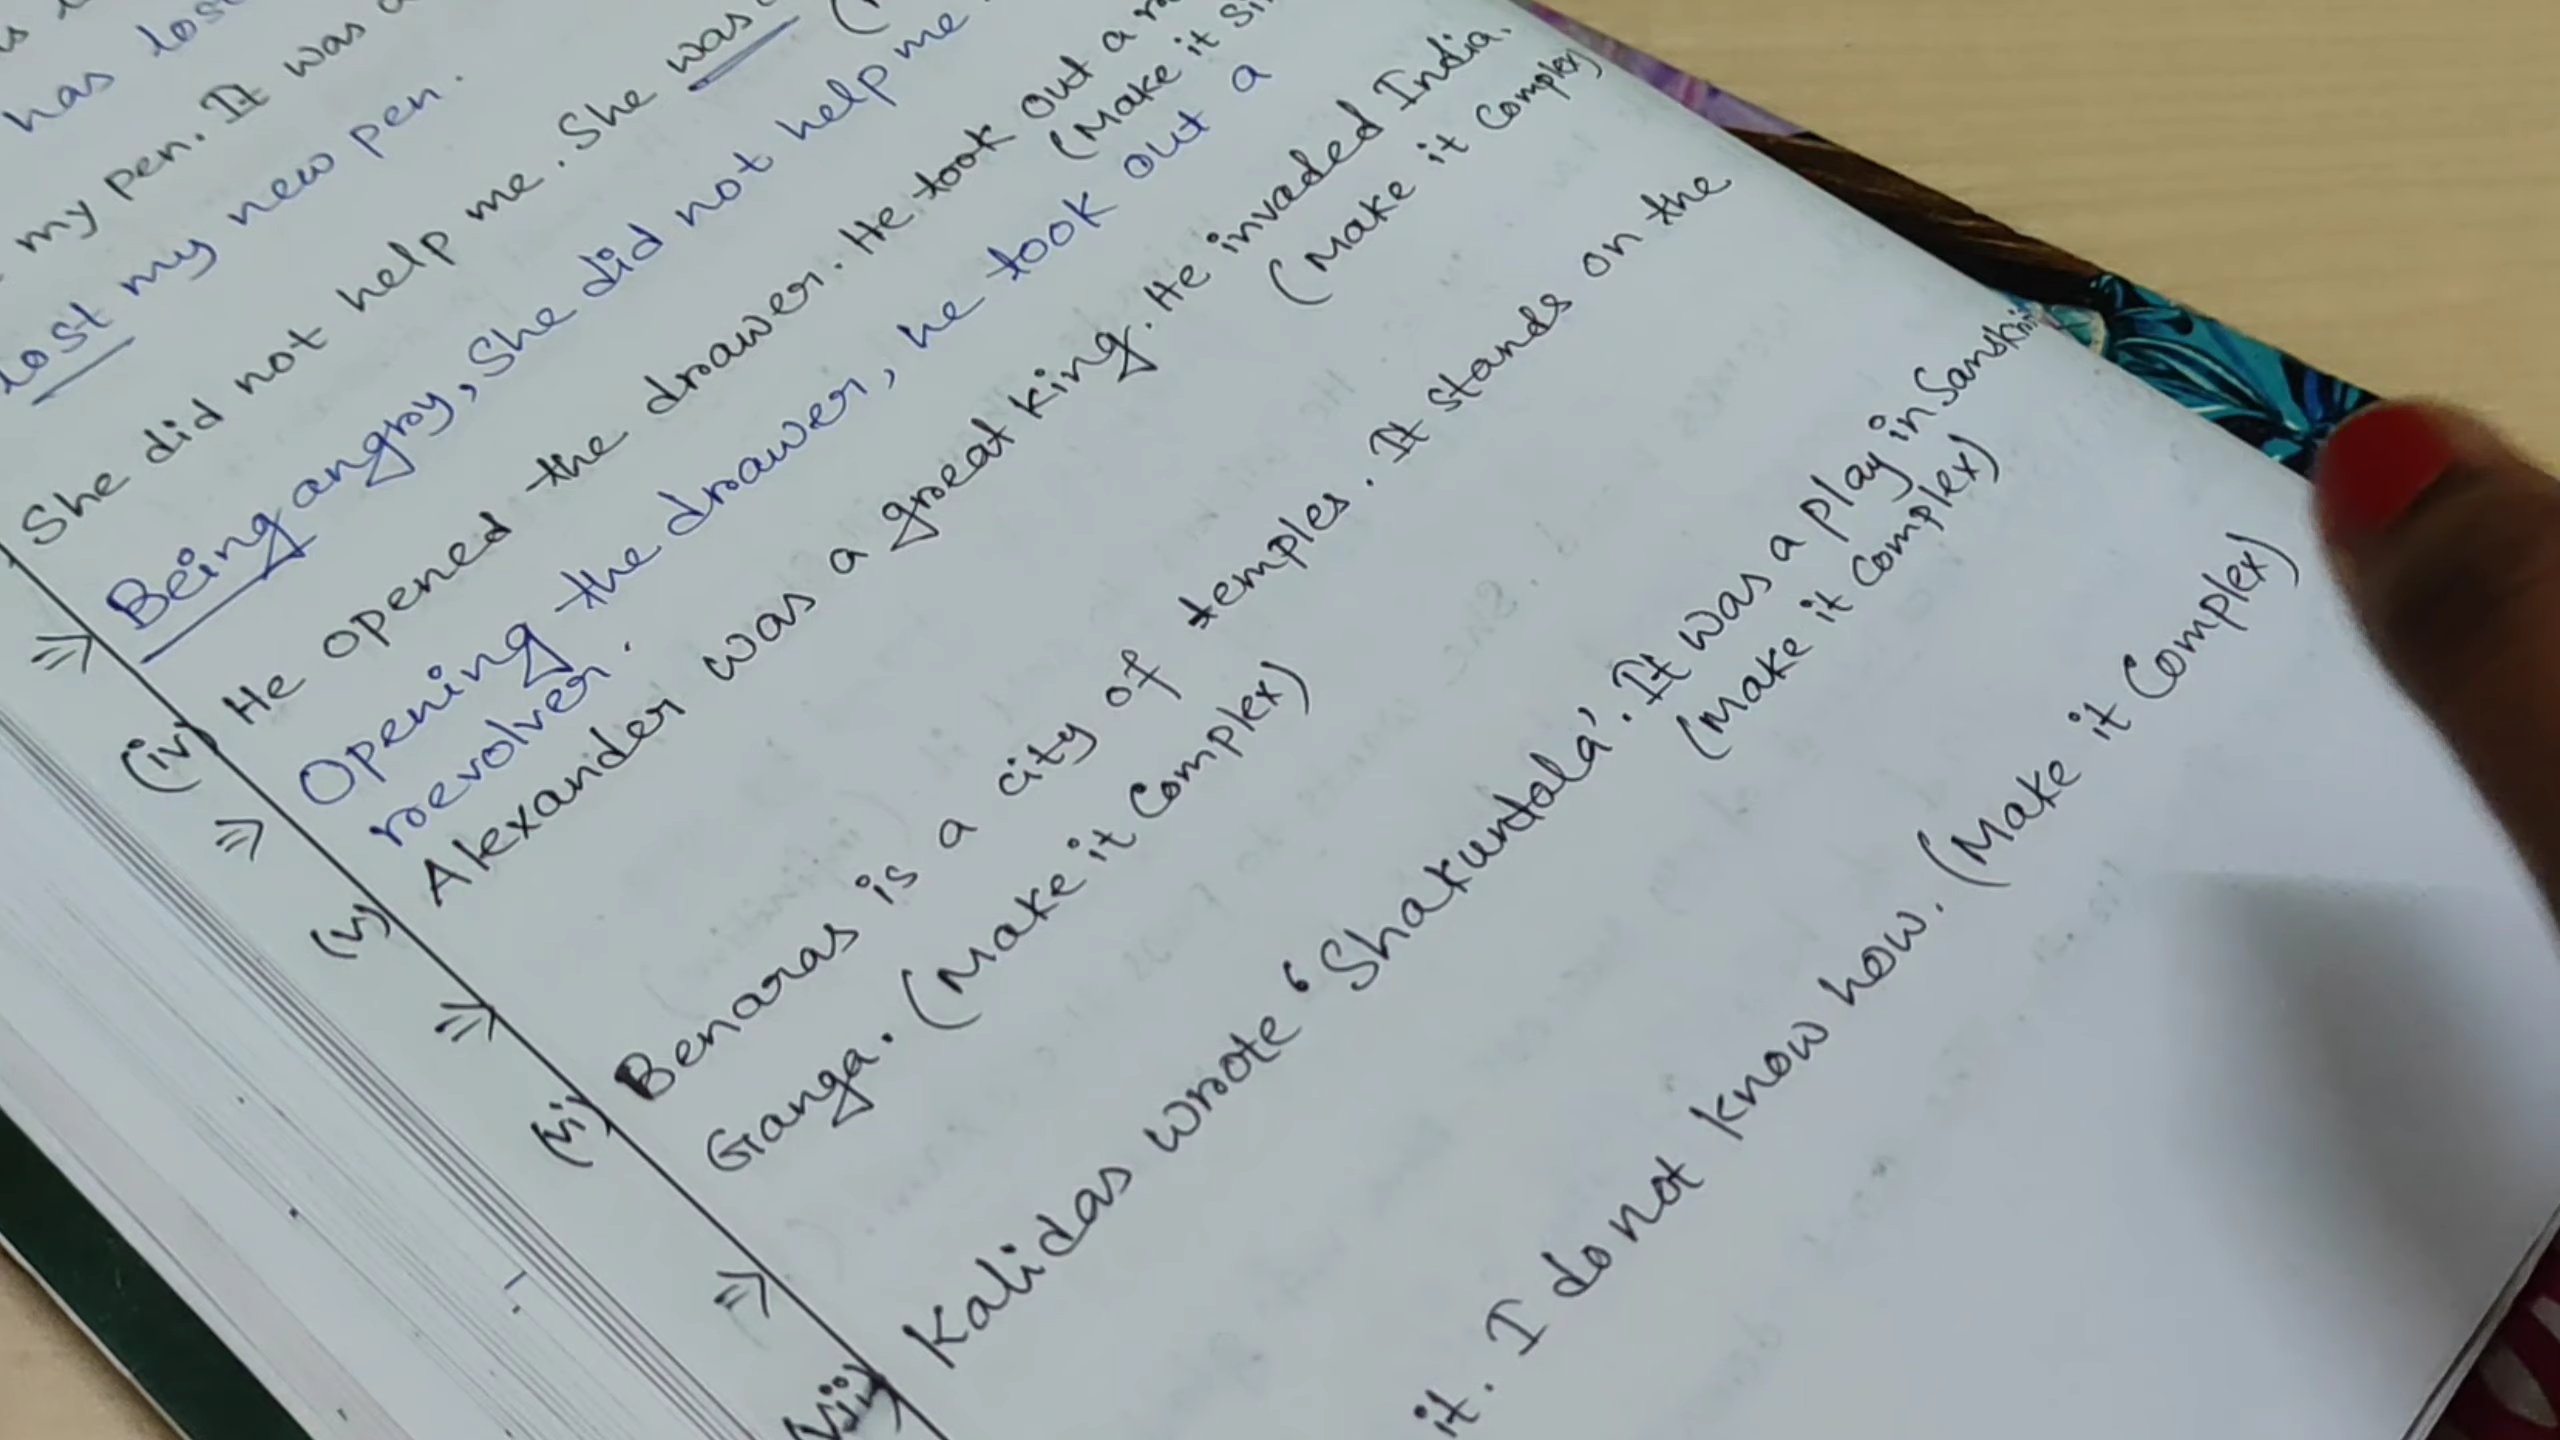 has lost
my pen. It was
lost my new pen.
She did not help me. She was
Being angry, She did not help me
(iv) He opened the drawer. He took out a
(Make it
Opening the drawer, he took out a
revolver.
(v) Alexander was a great king. He invaded India.
(Make it Complex)
(vi) Benaras is a city of temples. It stands on the
Ganga. (Make it Complex)
(vii) Kalidas wrote 'Shakuntala'. It was a play in
(Make it Complex)
it. I do not know how. (Make it Complex)